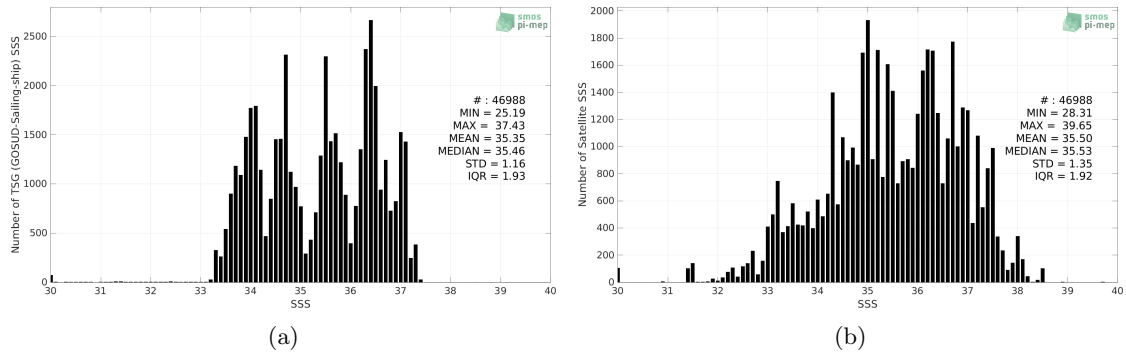 smos
pi-mep
Number of TSG (GOSUD-Sailing-ship) SSS
2500
2000
1500
1000
500
0
# : 46988
MIN = 25.19
MAX = 37.43
MEAN = 35.35
MEDIAN = 35.46
STD = 1.16
IQR = 1.93
30 31 32 33 34 35 36 37 38 39 40
SSS
(a)
smos
pi-mep
Number of Satellite SSS
2000
1800
1600
1400
1200
1000
800
600
400
200
0
# : 46988
MIN = 28.31
MAX = 39.65
MEAN = 35.50
MEDIAN = 35.53
STD = 1.35
IQR = 1.92
30 31 32 33 34 35 36 37 38 39 40
SSS
(b)